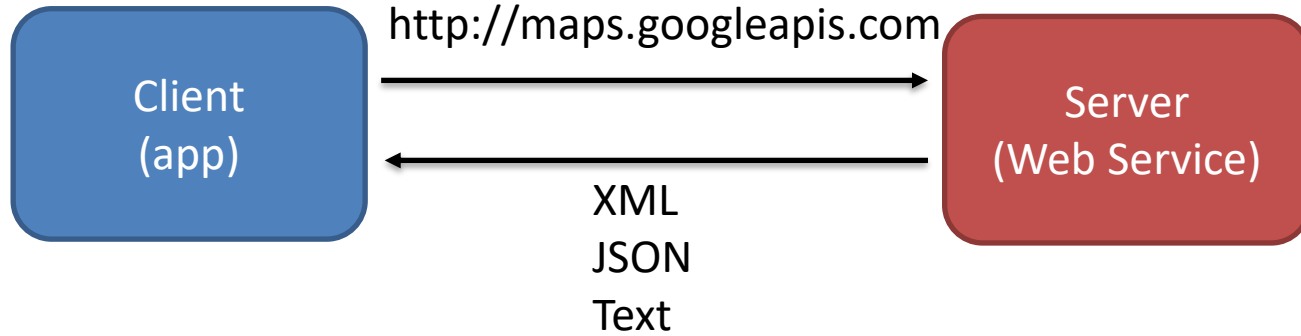 http://maps.googleapis.com
Client
(app)
Server
(Web Service)
XML
JSON
Text